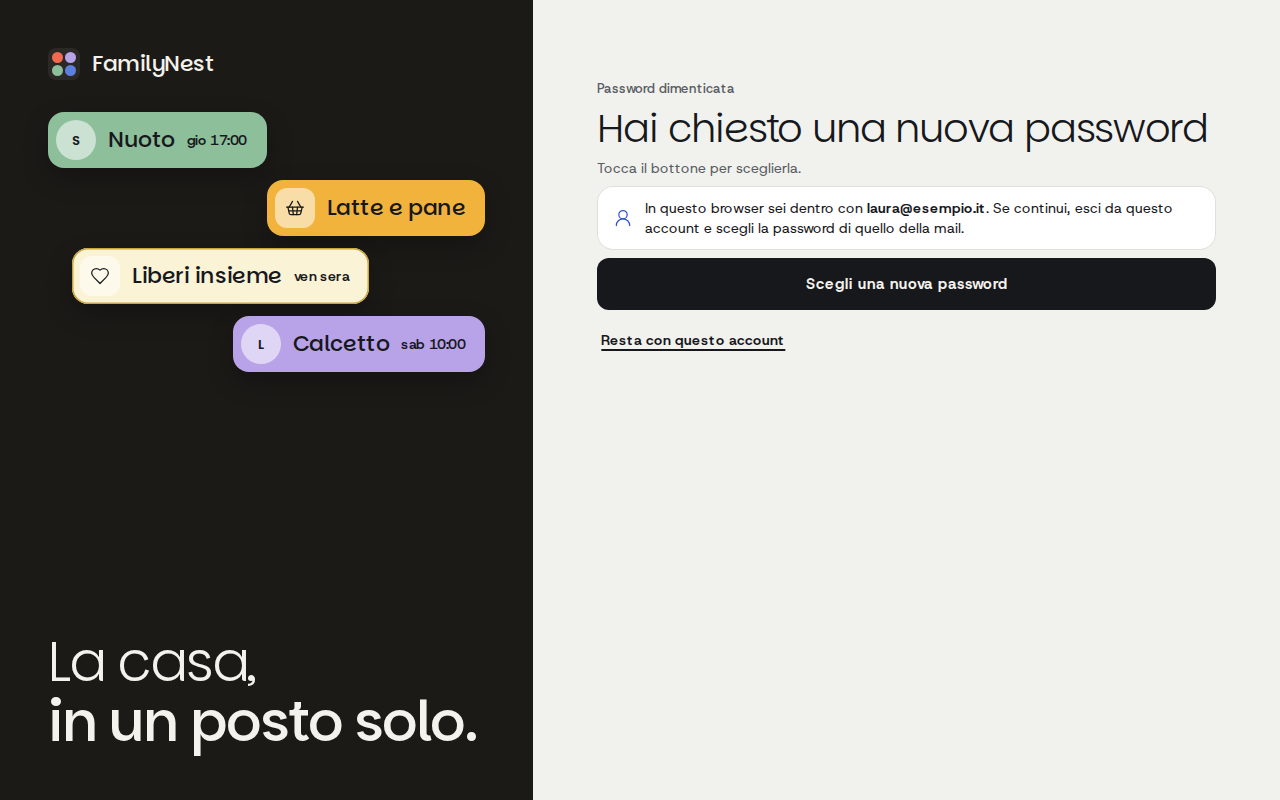 FamilyNest
S Nuoto gio 17:00
Latte e pane
Liberi insieme ven sera
L Calcetto sab 10:00
La casa,
in un posto solo.
Password dimenticata
Hai chiesto una nuova password
Tocca il bottone per sceglierla.
In questo browser sei dentro con laura@esempio.it. Se continui, esci da questo
account e scegli la password di quello della mail.
Scegli una nuova password
Resta con questo account